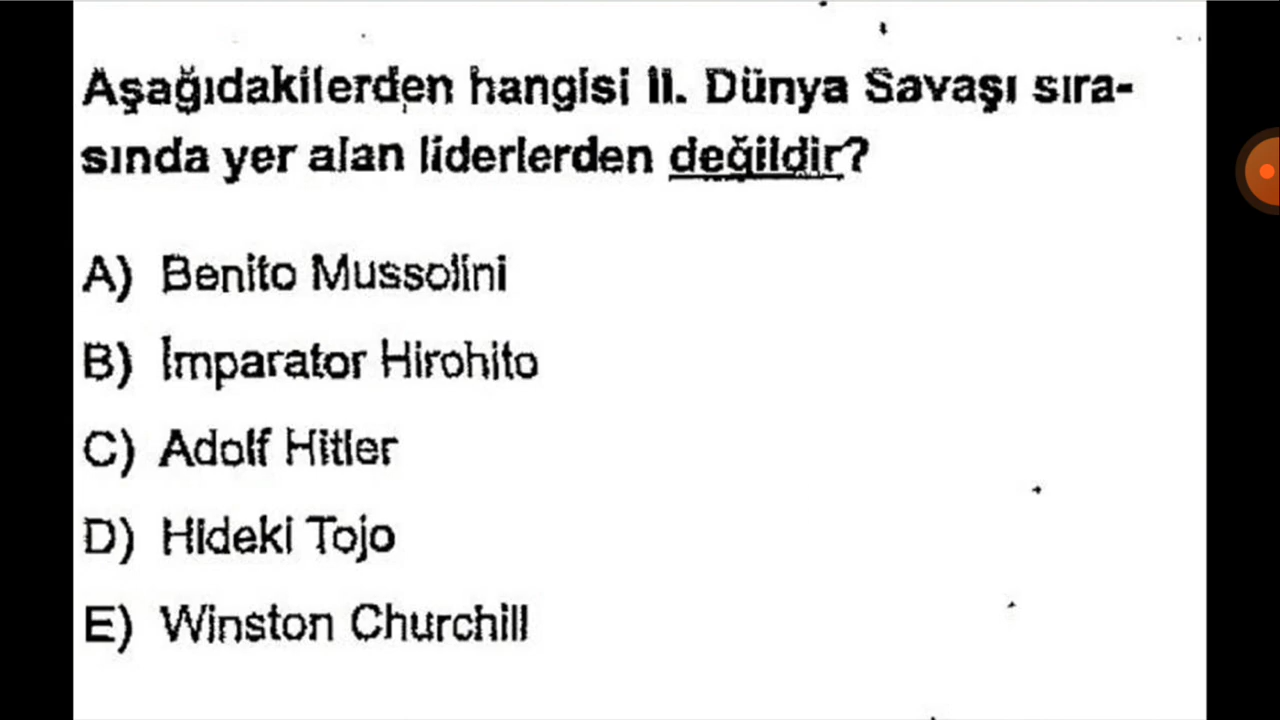 Aşağıdakilerden hangisi II. Dünya Savaşı sıra-
sında yer alan liderlerden değildir?
A) Benito Mussolini
B) İmparator Hirohito
C) Adolf Hitler
D) Hideki Tojo
E) Winston Churchill